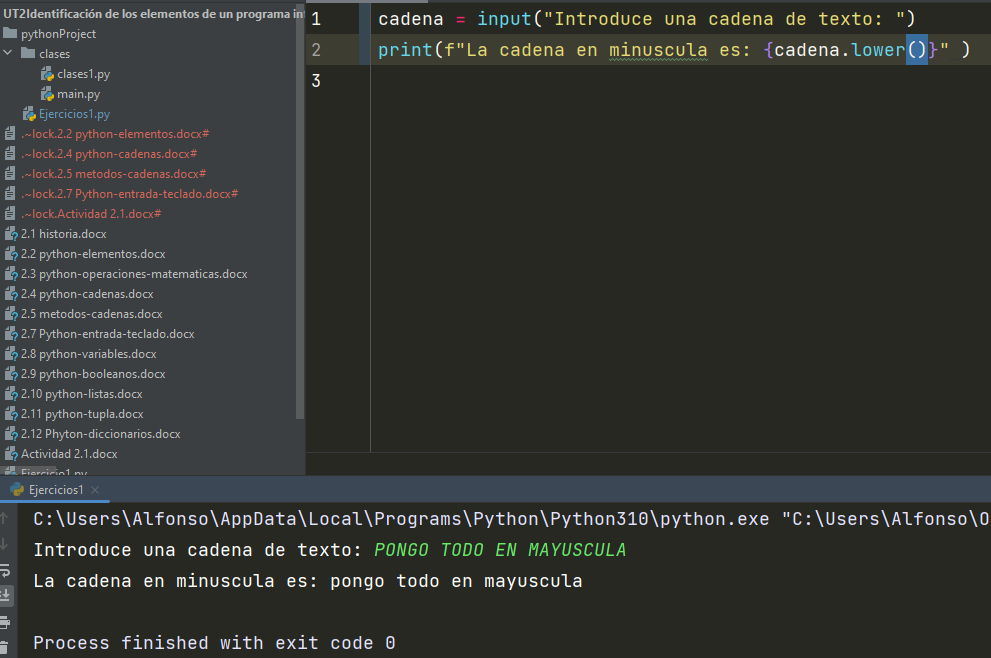 UT2Identificación de los elementos de un programa in
pythonProject
clases
clases1.py
main.py
Ejercicios1.py
.~lock.2.2 python-elementos.docx#
.~lock.2.4 python-cadenas.docx#
.~lock.2.5 metodos-cadenas.docx#
.~lock.2.7 Python-entrada-teclado.docx#
.~lock.Actividad 2.1.docx#
2.1 historia.docx
2.2 python-elementos.docx
2.3 python-operaciones-matematicas.docx
2.4 python-cadenas.docx
2.5 metodos-cadenas.docx
2.7 Python-entrada-teclado.docx
2.8 python-variables.docx
2.9 python-booleanos.docx
2.10 python-listas.docx
2.11 python-tupla.docx
2.12 Phyton-diccionarios.docx
Actividad 2.1.docx
Ejercicio1.py
1 cadena = input("Introduce una cadena de texto: ")
2 print(f"La cadena en minuscula es: {cadena.lower()}" )
3
Ejercicios1
C:\Users\Alfonso\AppData\Local\Programs\Python\Python310\python.exe "C:\Users\Alfonso\O
Introduce una cadena de texto: PONGO TODO EN MAYUSCULA
La cadena en minuscula es: pongo todo en mayuscula
Process finished with exit code 0